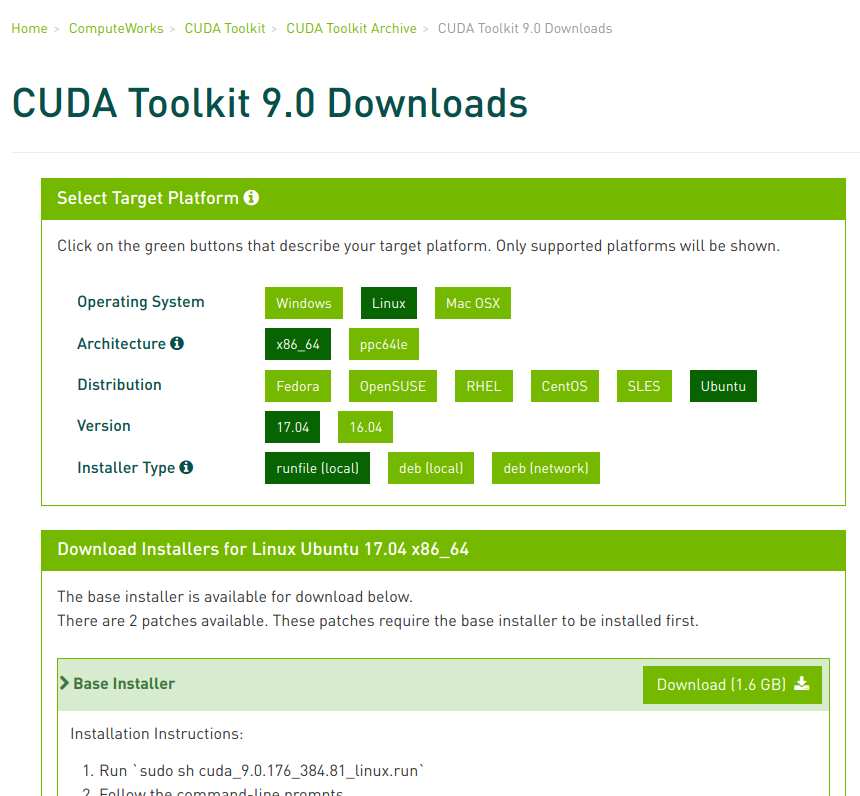 Home > ComputeWorks > CUDA Toolkit > CUDA Toolkit Archive > CUDA Toolkit 9.0 Downloads
CUDA Toolkit 9.0 Downloads
Select Target Platform
Click on the green buttons that describe your target platform. Only supported platforms will be shown.
Operating System Windows Linux Mac OSX
Architecture x86_64 ppc64le
Distribution Fedora OpenSUSE RHEL CentOS SLES Ubuntu
Version 17.04 16.04
Installer Type runfile (local) deb (local) deb (network)
Download Installers for Linux Ubuntu 17.04 x86_64
The base installer is available for download below.
There are 2 patches available. These patches require the base installer to be installed first.
Base Installer Download (1.6 GB)
Installation Instructions:
1. Run `sudo sh cuda_9.0.176_384.81_linux.run`
2. Follow the command-line prompts